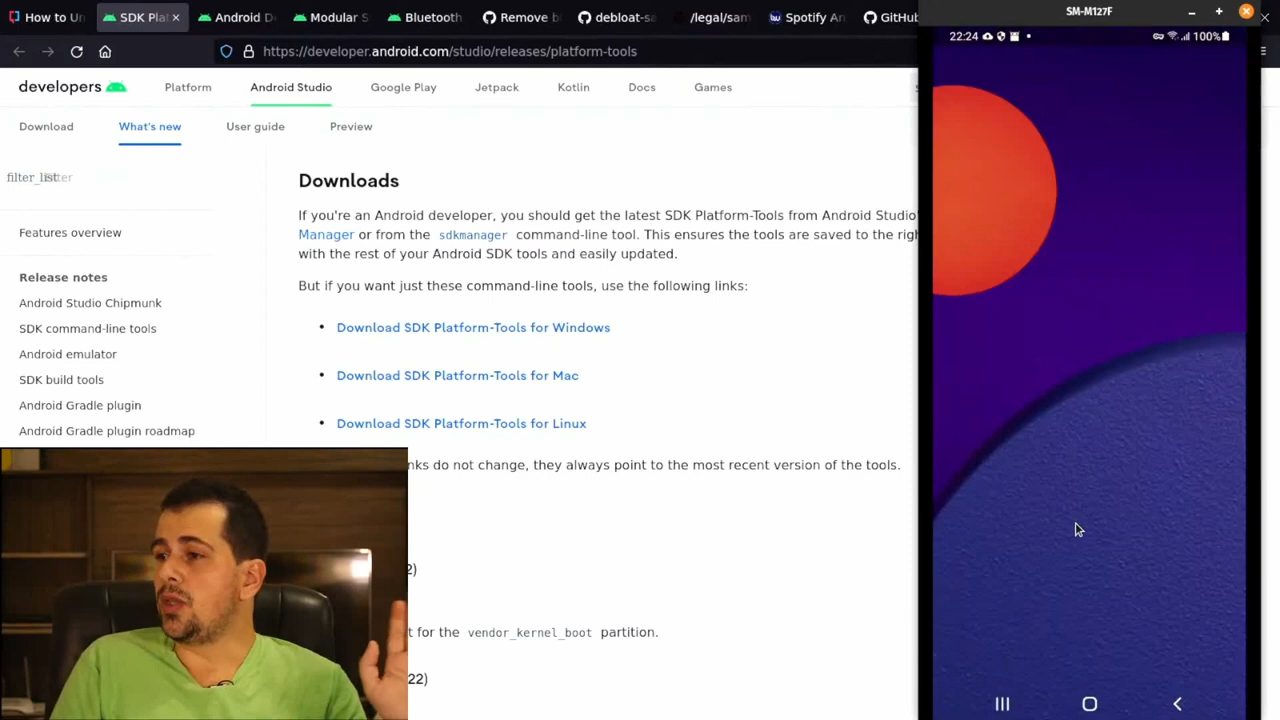 How to Un
SDK Pla
Android D
Modular S
Bluetooth
Remove b
debloat-sa
/legal/sam
Spotify An
GitHub
SM-M127F
https://developer.android.com/studio/releases/platform-tools
22:24
100%
developers
Platform
Android Studio
Google Play
Jetpack
Kotlin
Docs
Games
Download
What's new
User guide
Preview
filter_list
Filter
Downloads
If you're an Android developer, you should get the latest SDK Platform-Tools from Android Studio'
Manager or from the sdkmanager command-line tool. This ensures the tools are saved to the righ
with the rest of your Android SDK tools and easily updated.
But if you want just these command-line tools, use the following links:
• Download SDK Platform-Tools for Windows
• Download SDK Platform-Tools for Mac
• Download SDK Platform-Tools for Linux
nks do not change, they always point to the most recent version of the tools.
Features overview
Release notes
Android Studio Chipmunk
SDK command-line tools
Android emulator
SDK build tools
Android Gradle plugin
Android Gradle plugin roadmap
2)
t for the vendor_kernel_boot partition.
22)